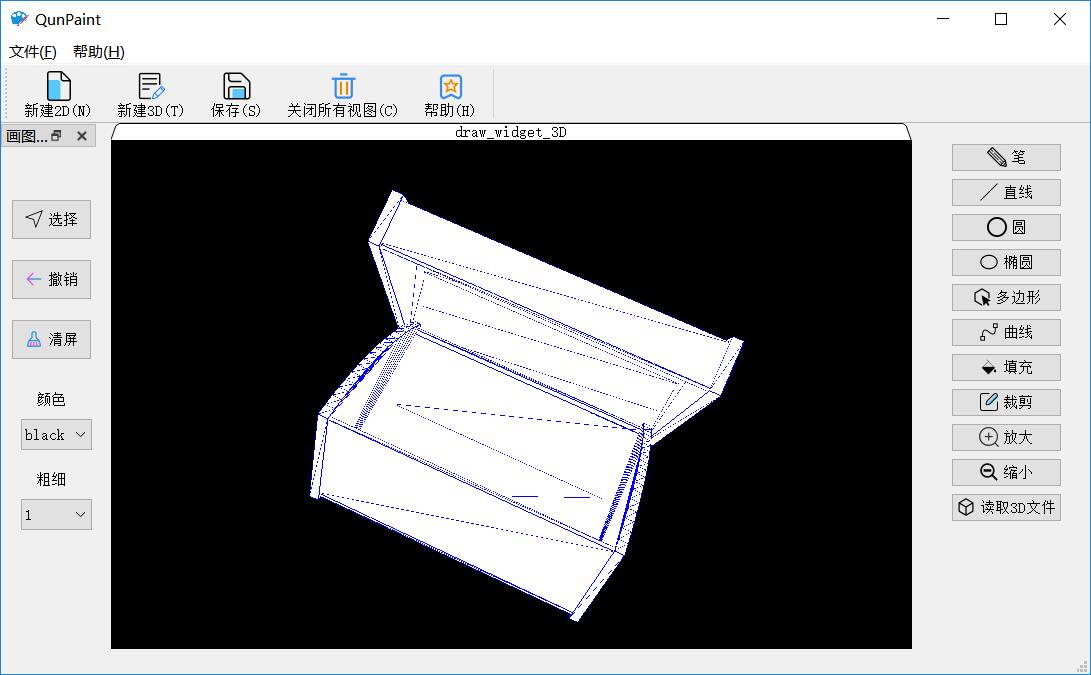 QunPaint
文件(F) 帮助(H)
新建2D(N) 新建3D(T) 保存(S) 关闭所有视图(C) 帮助(H)
画图...
draw_widget_3D
选择
撤销
清屏
颜色
black
粗细
1
笔
直线
圆
椭圆
多边形
曲线
填充
裁剪
放大
缩小
读取3D文件